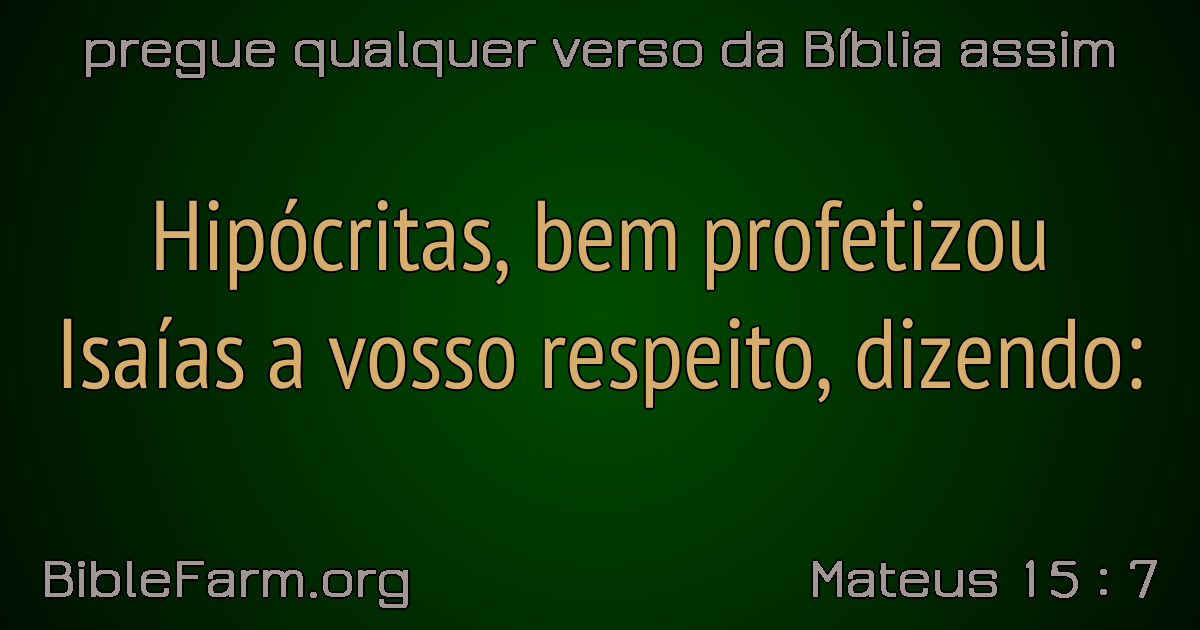 pregue qualquer verso da Bíblia assim
Hipócritas, bem profetizou
Isaías a vosso respeito, dizendo:
BibleFarm.org
Mateus 15 : 7